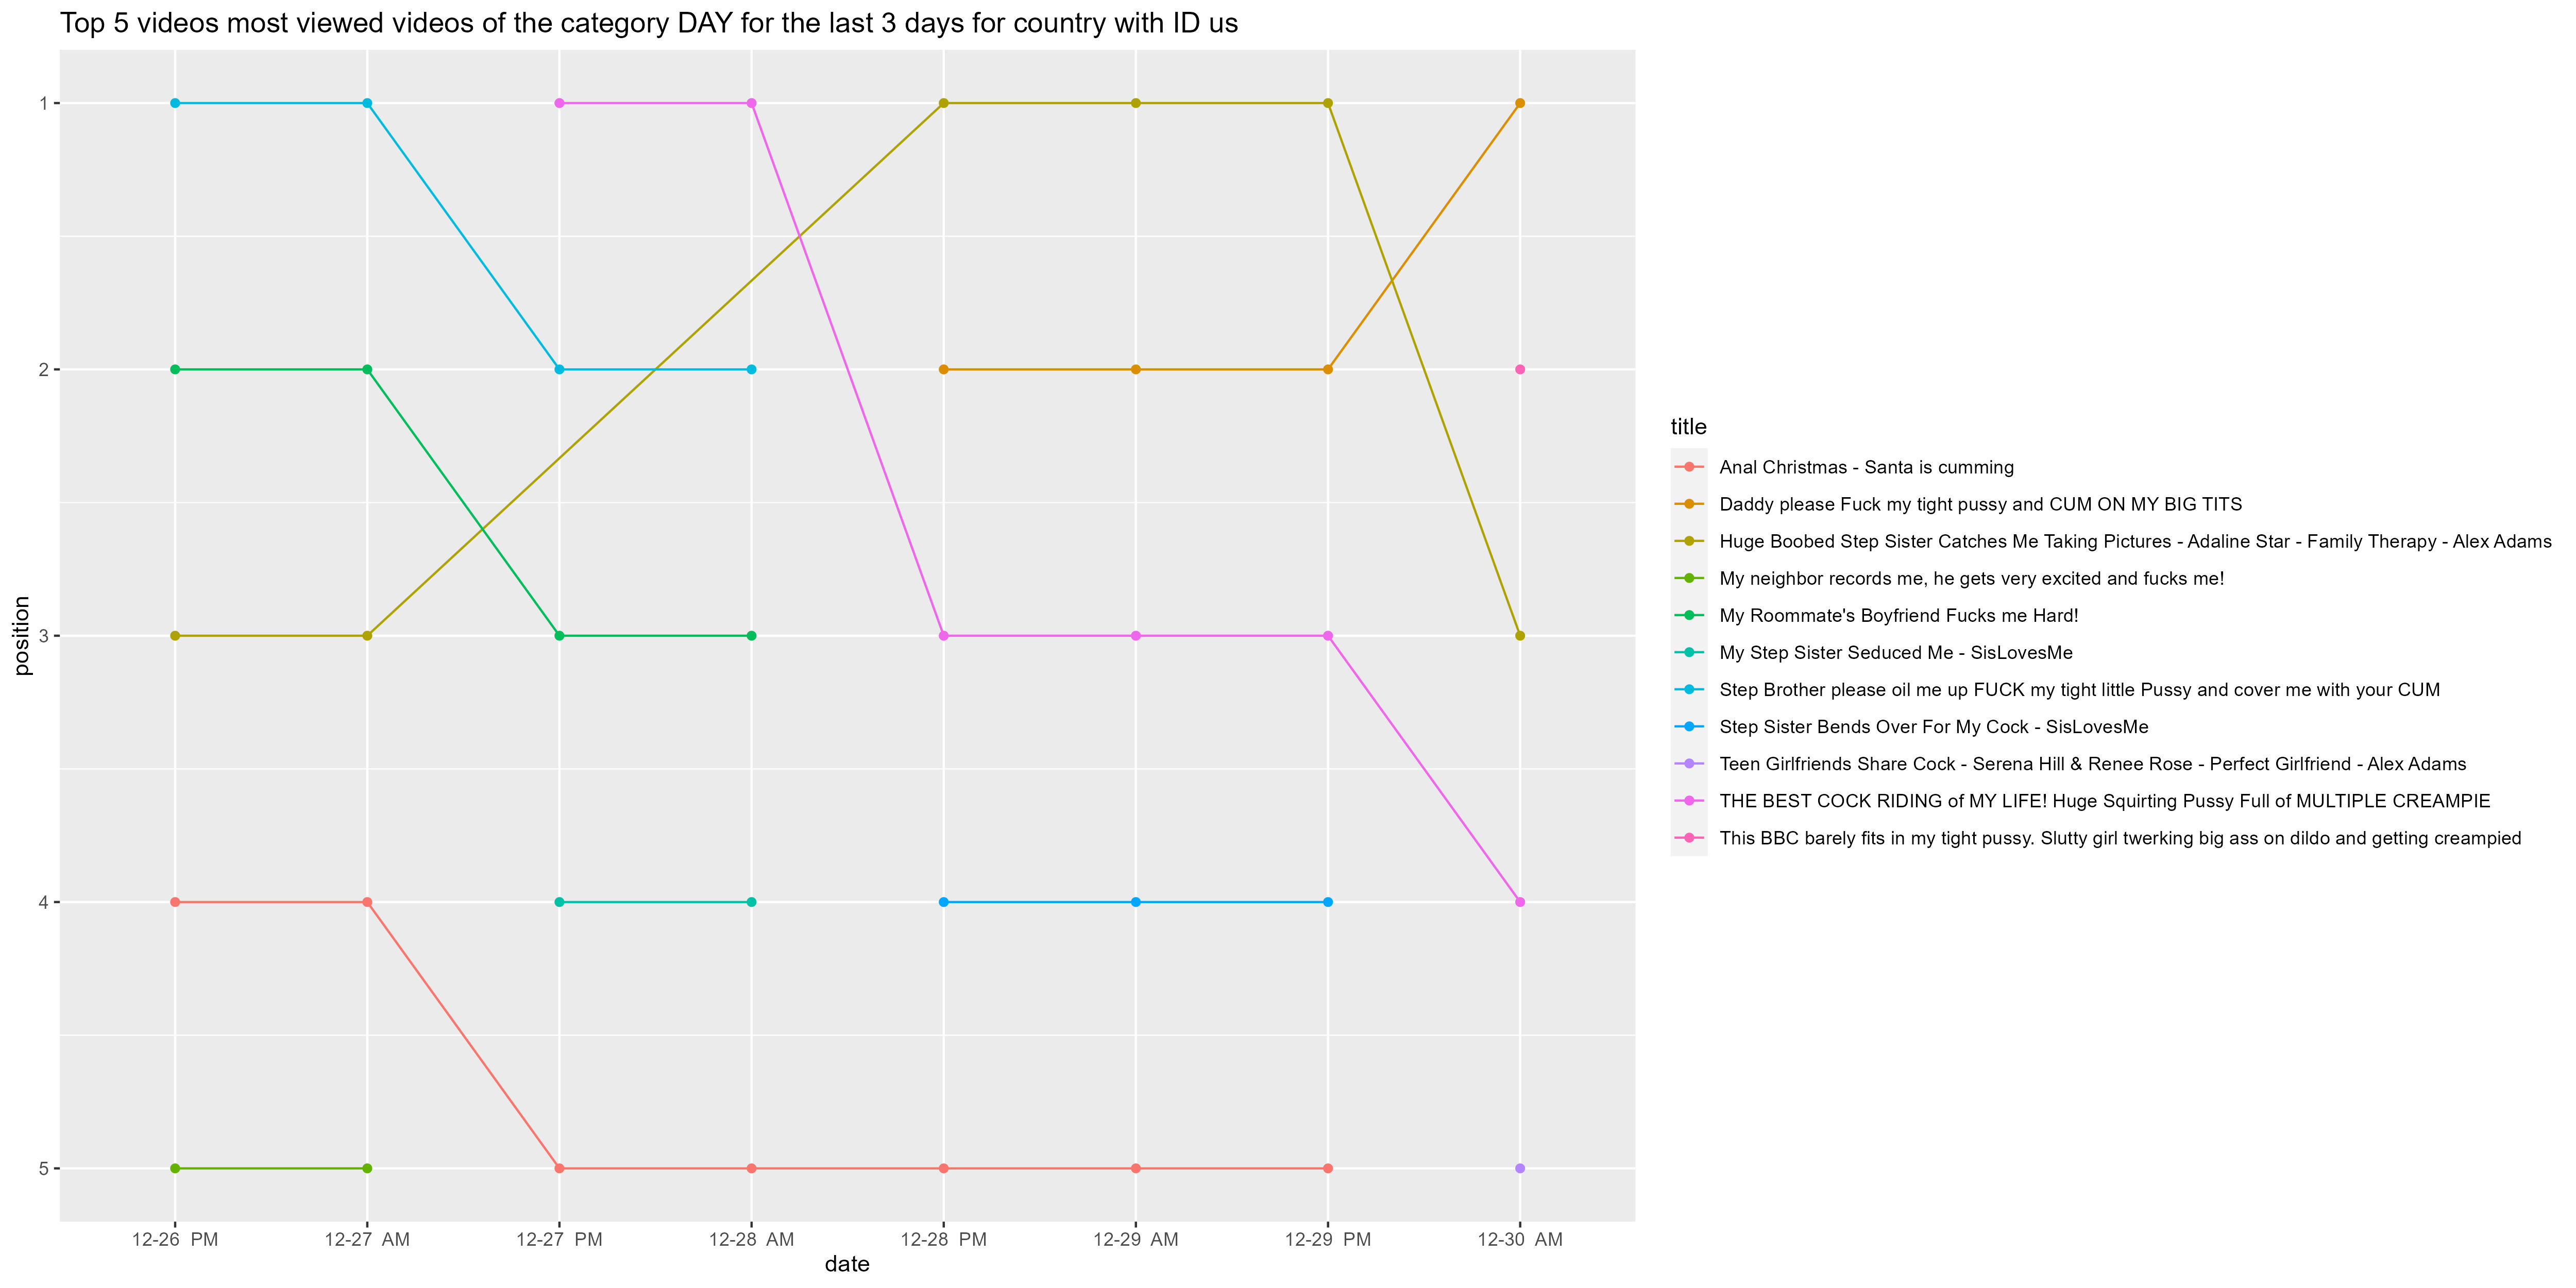 Top 5 videos most viewed videos of the category DAY for the last 3 days for country with ID us
position
1
2
3
4
5
12-26 PM
12-27 AM
12-27 PM
12-28 AM
12-28 PM
12-29 AM
12-29 PM
12-30 AM
date
title
Anal Christmas - Santa is cumming
Daddy please Fuck my tight pussy and CUM ON MY BIG TITS
Huge Boobed Step Sister Catches Me Taking Pictures - Adaline Star - Family Therapy - Alex Adams
My neighbor records me, he gets very excited and fucks me!
My Roommate's Boyfriend Fucks me Hard!
My Step Sister Seduced Me - SisLovesMe
Step Brother please oil me up FUCK my tight little Pussy and cover me with your CUM
Step Sister Bends Over For My Cock - SisLovesMe
Teen Girlfriends Share Cock - Serena Hill & Renee Rose - Perfect Girlfriend - Alex Adams
THE BEST COCK RIDING of MY LIFE! Huge Squirting Pussy Full of MULTIPLE CREAMPIE
This BBC barely fits in my tight pussy. Slutty girl twerking big ass on dildo and getting creampied